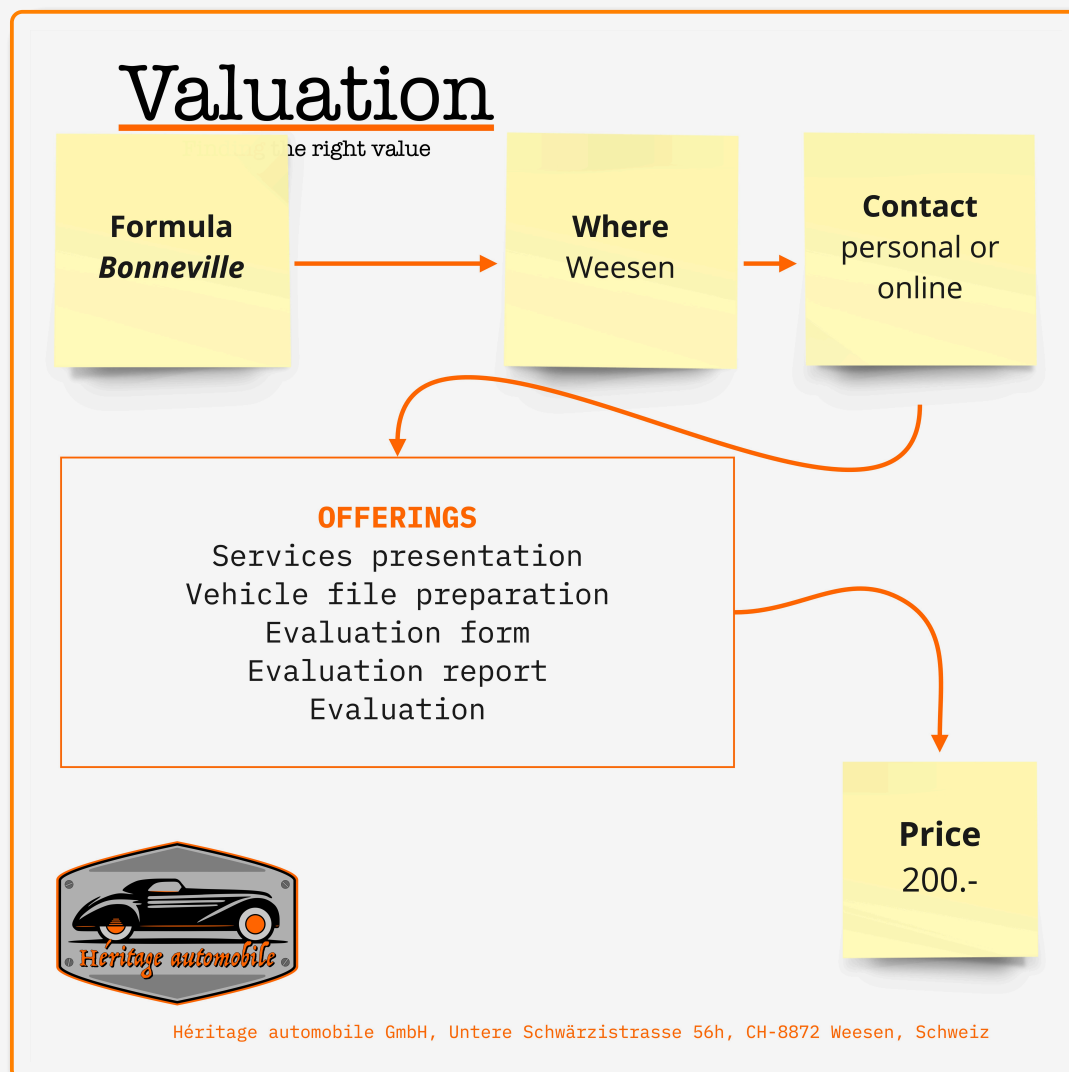 Valuation
the right value
Formula
Bonneville
Where
Weesen
Contact
personal or
online
OFFERINGS
Services presentation
Vehicle file preparation
Evaluation form
Evaluation report
Evaluation
Price
200.-
Héritage automobile
Héritage automobile GmbH, Untere Schwärzistrasse 56h, CH-8872 Weesen, Schweiz